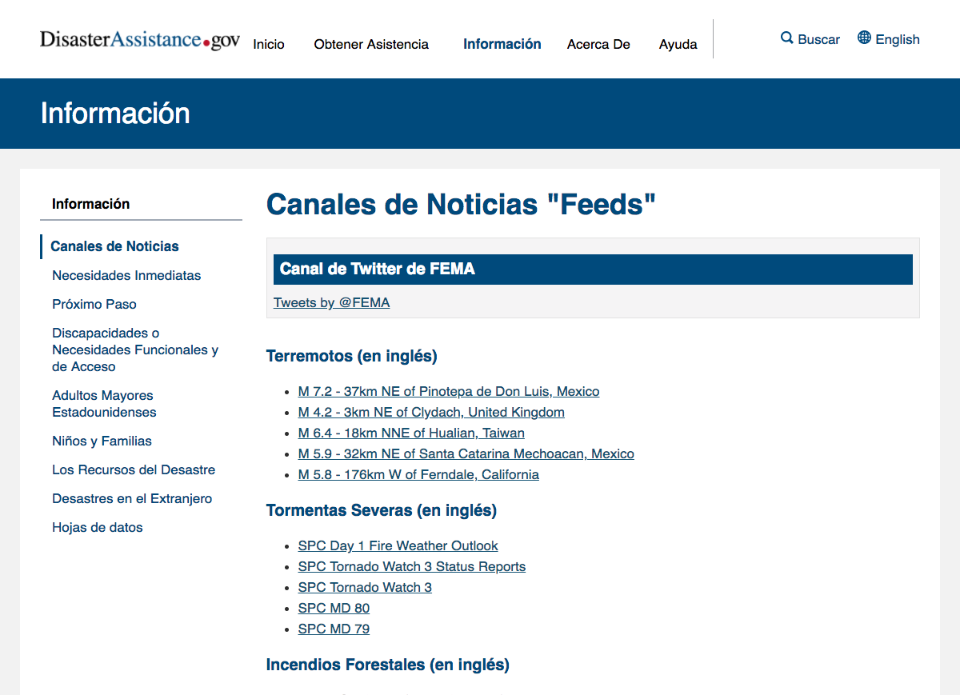 DisasterAssistance.gov
Inicio
Obtener Asistencia
Información
Acerca De
Ayuda
Buscar
English
Información
Información
Canales de Noticias
Necesidades Inmediatas
Próximo Paso
Discapacidades o
Necesidades Funcionales y
de Acceso
Adultos Mayores
Estadounidenses
Niños y Familias
Los Recursos del Desastre
Desastres en el Extranjero
Hojas de datos
Canales de Noticias "Feeds"
Canal de Twitter de FEMA
Tweets by @FEMA
Terremotos (en inglés)
M 7.2 - 37km NE of Pinotepa de Don Luis, Mexico
M 4.2 - 3km NE of Clydach, United Kingdom
M 6.4 - 18km NNE of Hualian, Taiwan
M 5.9 - 32km NE of Santa Catarina Mechoacan, Mexico
M 5.8 - 176km W of Ferndale, California
Tormentas Severas (en inglés)
SPC Day 1 Fire Weather Outlook
SPC Tornado Watch 3 Status Reports
SPC Tornado Watch 3
SPC MD 80
SPC MD 79
Incendios Forestales (en inglés)